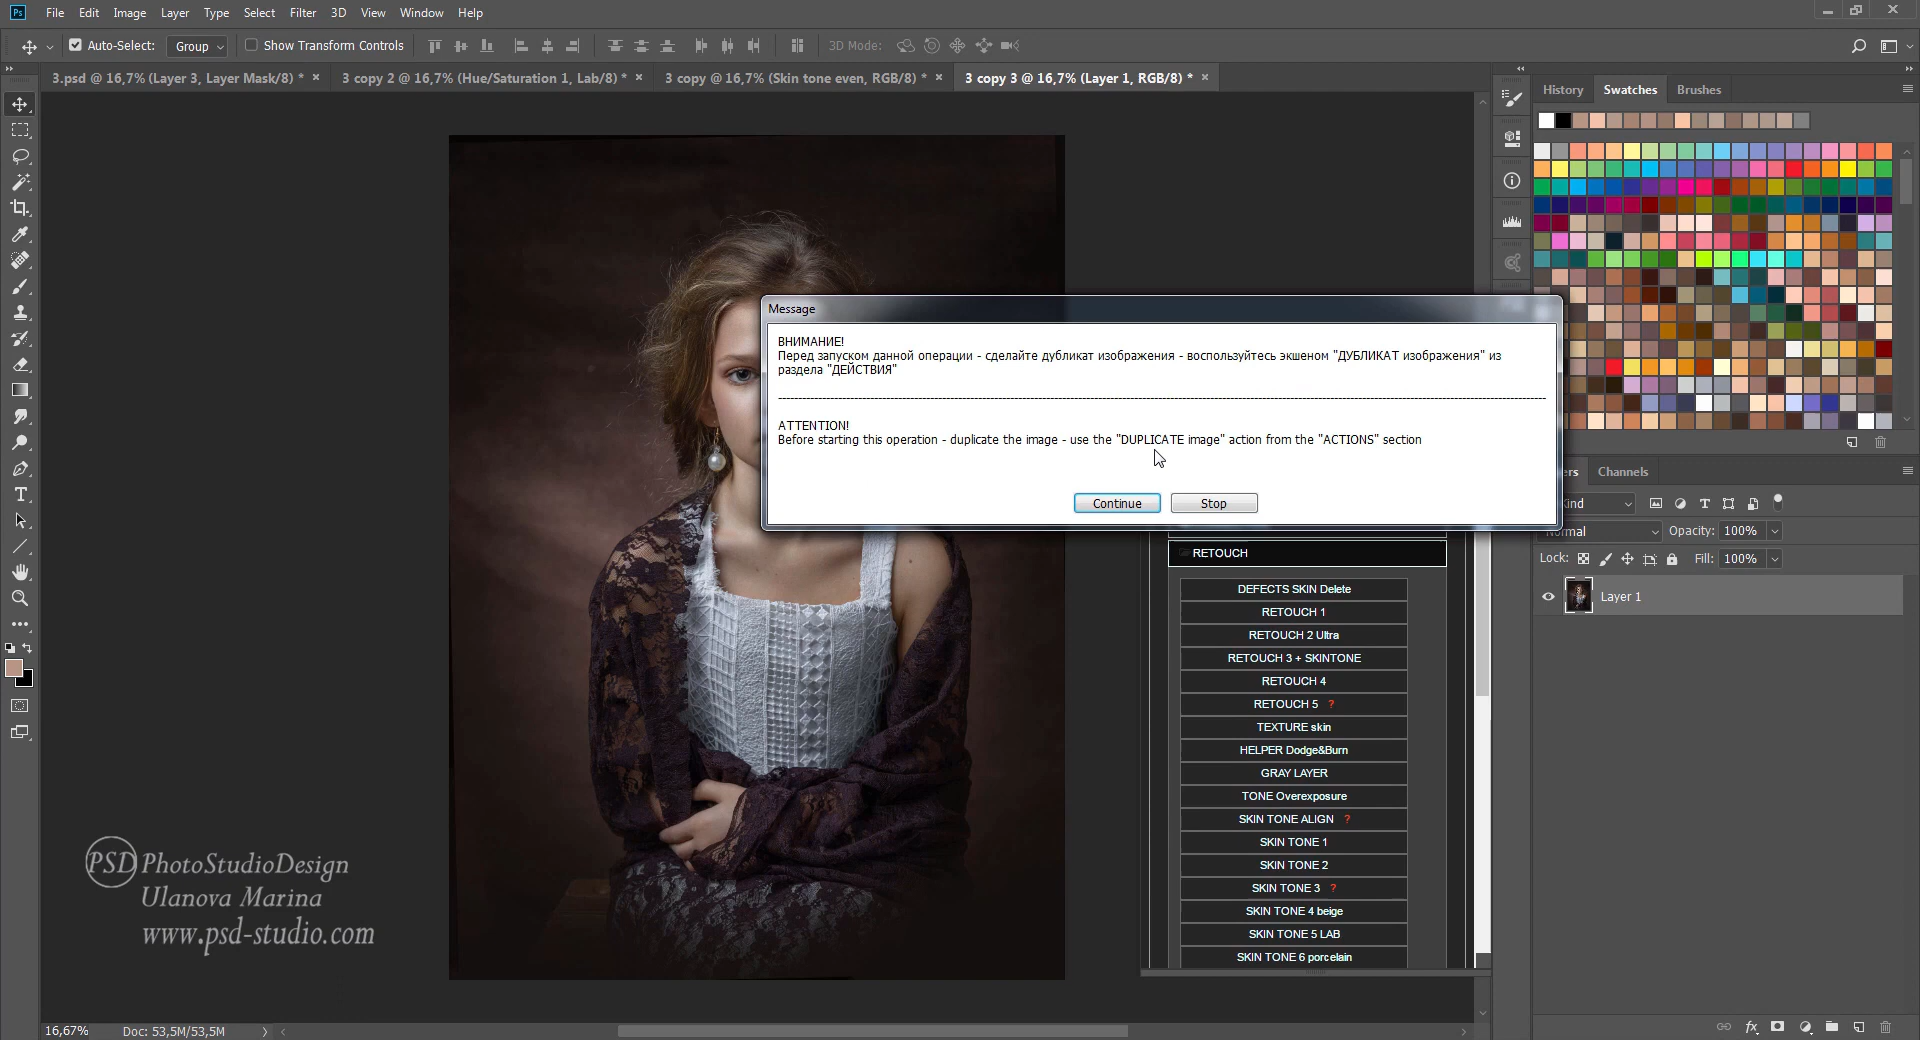 Ps File Edit Image Layer Type Select Filter 3D View Window Help
Auto-Select: Group Show Transform Controls 3D Mode:
3.psd @ 16,7% (Layer 3, Layer Mask/8) * × 3 copy 2 @ 16,7% (Hue/Saturation 1, Lab/8) * × 3 copy @ 16,7% (Skin tone even, RGB/8) * × 3 copy 3 @ 16,7% (Layer 1, RGB/8) * ×
History Swatches Brushes
Message
ВНИМАНИЕ!
Перед запуском данной операции - сделайте дубликат изображения - воспользуйтесь экшеном "ДУБЛИКАТ изображения" из
раздела "ДЕЙСТВИЯ"
ATTENTION!
Before starting this operation - duplicate the image - use the "DUPLICATE image" action from the "ACTIONS" section
Continue Stop
ers Channels
ind
Normal Opacity: 100%
Lock: Fill: 100%
Layer 1
RETOUCH
DEFECTS SKIN Delete
RETOUCH 1
RETOUCH 2 Ultra
RETOUCH 3 + SKINTONE
RETOUCH 4
RETOUCH 5 ?
TEXTURE skin
HELPER Dodge&Burn
GRAY LAYER
TONE Overexposure
SKIN TONE ALIGN ?
SKIN TONE 1
SKIN TONE 2
SKIN TONE 3 ?
SKIN TONE 4 beige
SKIN TONE 5 LAB
SKIN TONE 6 porcelain
PSD PhotoStudioDesign
Ulanova Marina
www.psd-studio.com
16,67% Doc: 53,5M/53,5M
fx